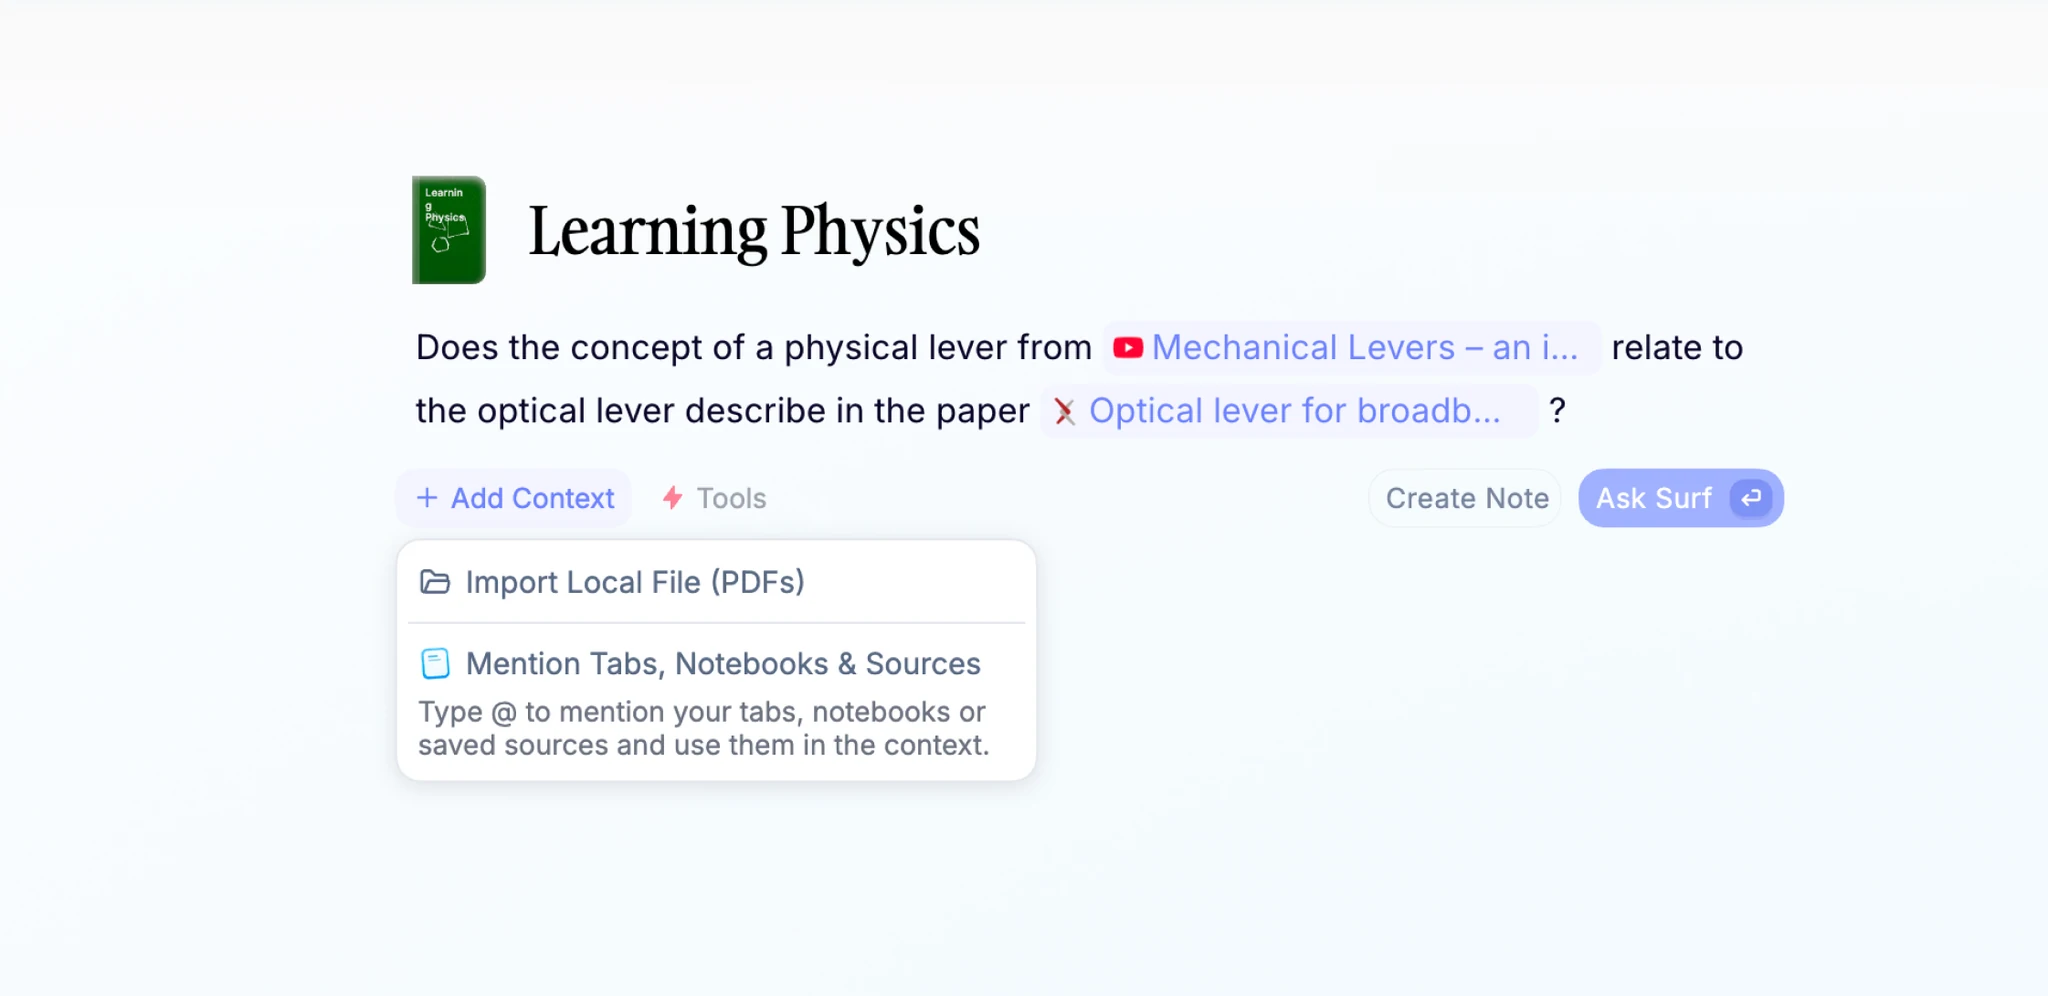 Learnin
g
Physics
Learning Physics
Does the concept of a physical lever from Mechanical Levers – an i... relate to
the optical lever describe in the paper Optical lever for broadb... ?
+ Add Context Tools Create Note Ask Surf
Import Local File (PDFs)
Mention Tabs, Notebooks & Sources
Type @ to mention your tabs, notebooks or
saved sources and use them in the context.